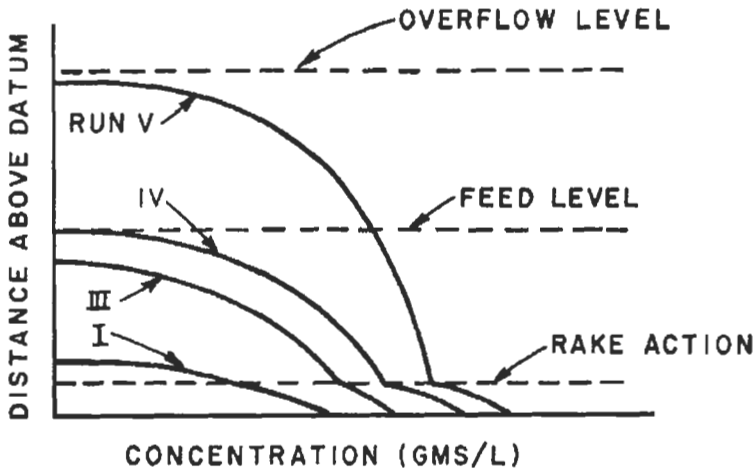 OVERFLOW LEVEL
RUN V
IV
FEED LEVEL
III
I
RAKE ACTION
DISTANCE ABOVE DATUM
CONCENTRATION (GMS/L)